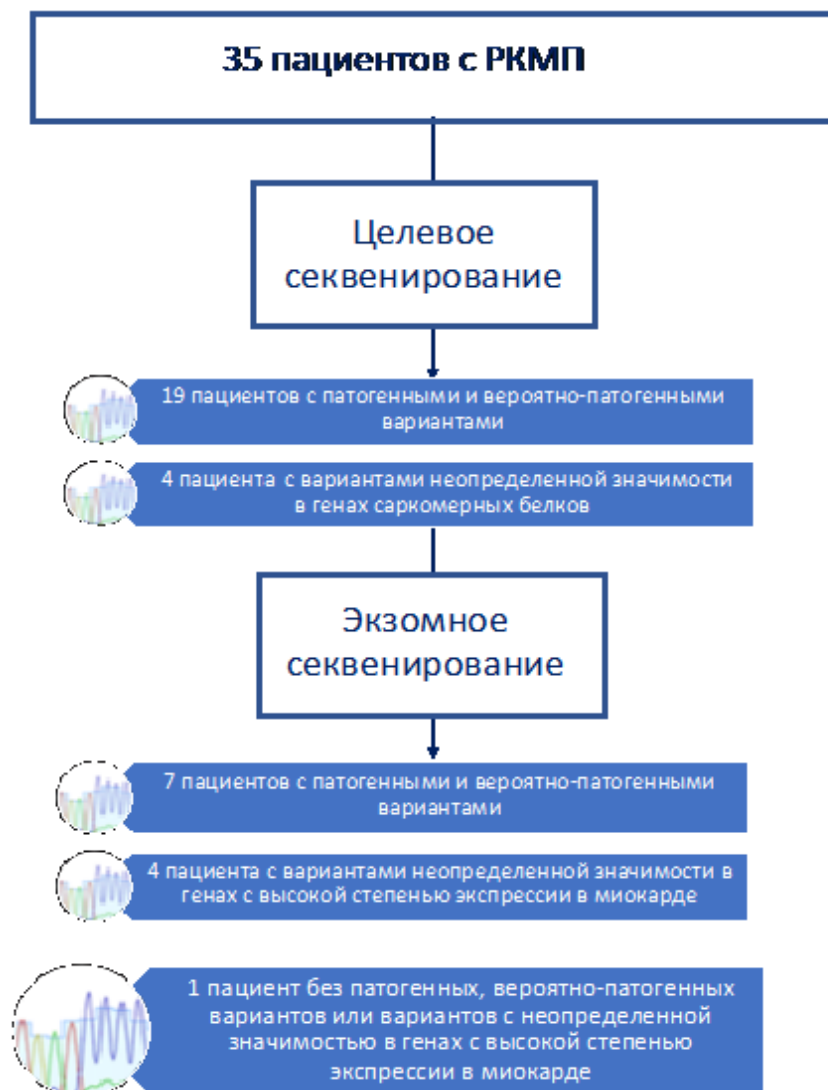 35 пациентов с РКМП
Целевое
секвенирование
19 пациентов с патогенными и вероятно-патогенными
вариантами
4 пациента с вариантами неопределенной значимости
в генах саркомерных белков
Экзомное
секвенирование
7 пациентов с патогенными и вероятно-патогенными
вариантами
4 пациента с вариантами неопределенной значимости в
генах с высокой степенью экспрессии в миокарде
1 пациент без патогенных, вероятно-патогенных
вариантов или вариантов с неопределенной
значимостью в генах с высокой степенью
экспрессии в миокарде